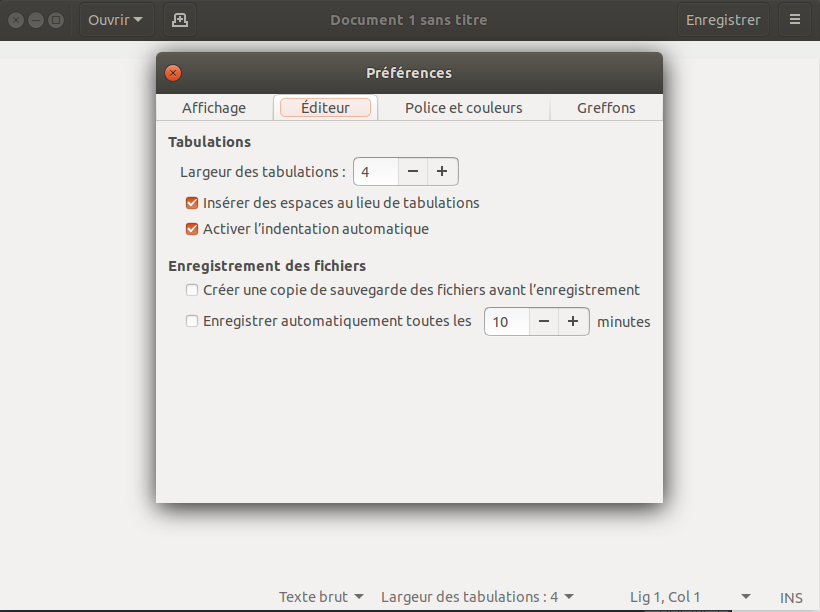 Ouvrir
Document 1 sans titre
Enregistrer
Préférences
Affichage
Éditeur
Police et couleurs
Greffons
Tabulations
Largeur des tabulations : 4
Insérer des espaces au lieu de tabulations
Activer l’indentation automatique
Enregistrement des fichiers
Créer une copie de sauvegarde des fichiers avant l’enregistrement
Enregistrer automatiquement toutes les 10 minutes
Texte brut
Largeur des tabulations : 4
Lig 1, Col 1
INS